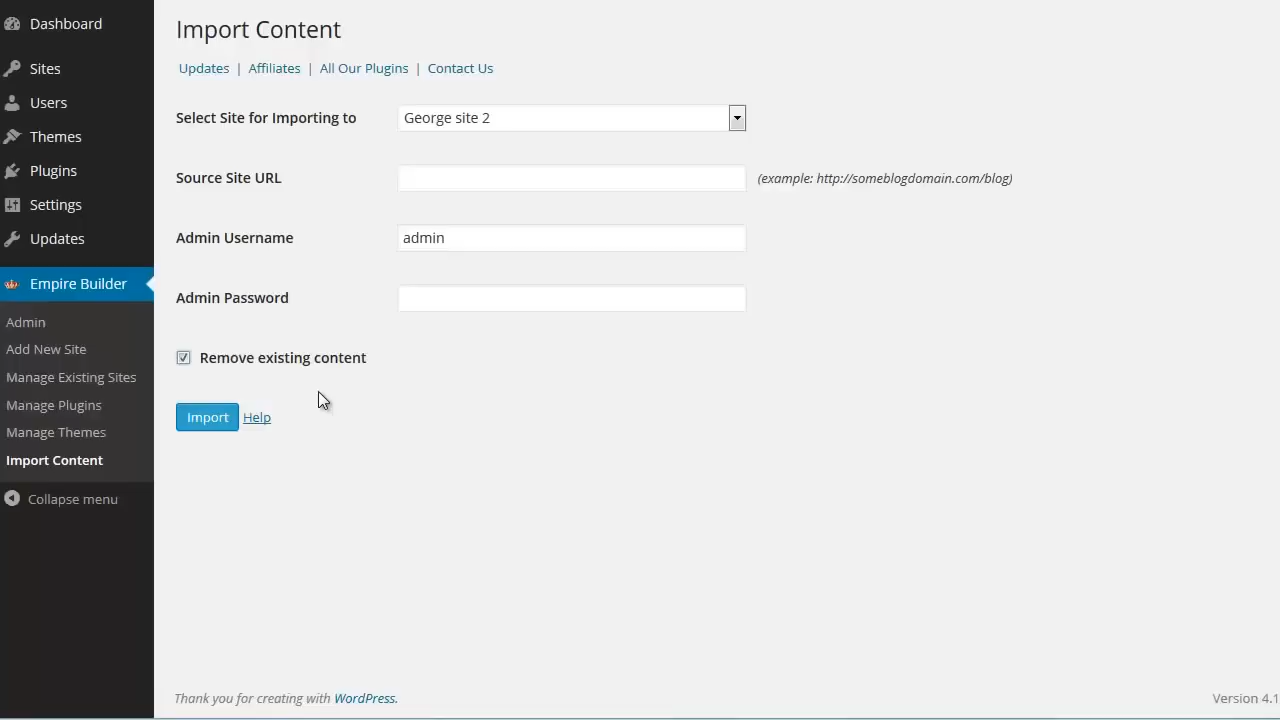 Dashboard
Sites
Users
Themes
Plugins
Settings
Updates
Empire Builder
Admin
Add New Site
Manage Existing Sites
Manage Plugins
Manage Themes
Import Content
Collapse menu
Import Content
Updates | Affiliates | All Our Plugins | Contact Us
Select Site for Importing to George site 2
Source Site URL (example: http://someblogdomain.com/blog)
Admin Username admin
Admin Password
Remove existing content
Import Help
Thank you for creating with WordPress. Version 4.1